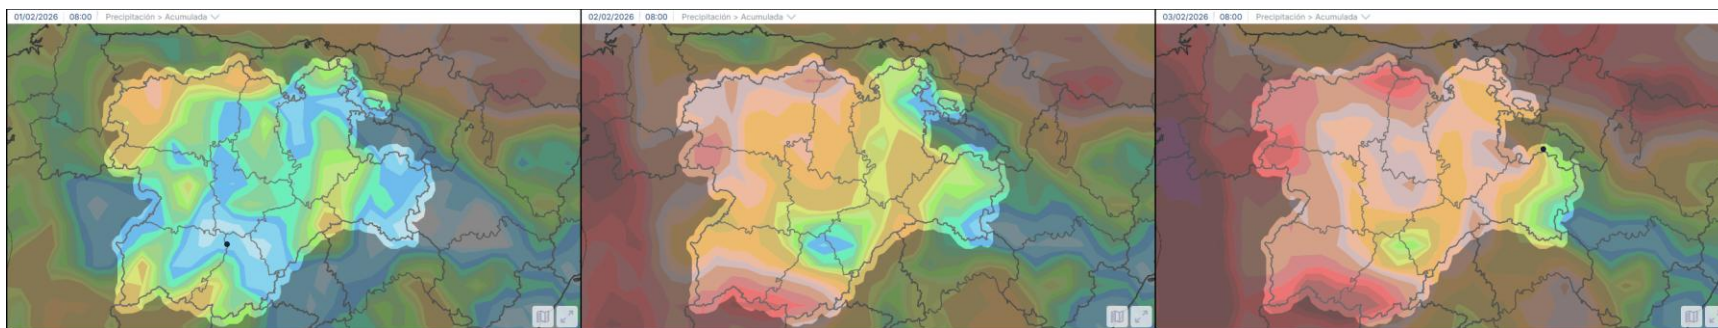 01/02/2026 08:00 Precipitación > Acumulada
02/02/2026 08:00 Precipitación > Acumulada
03/02/2026 08:00 Precipitación > Acumulada